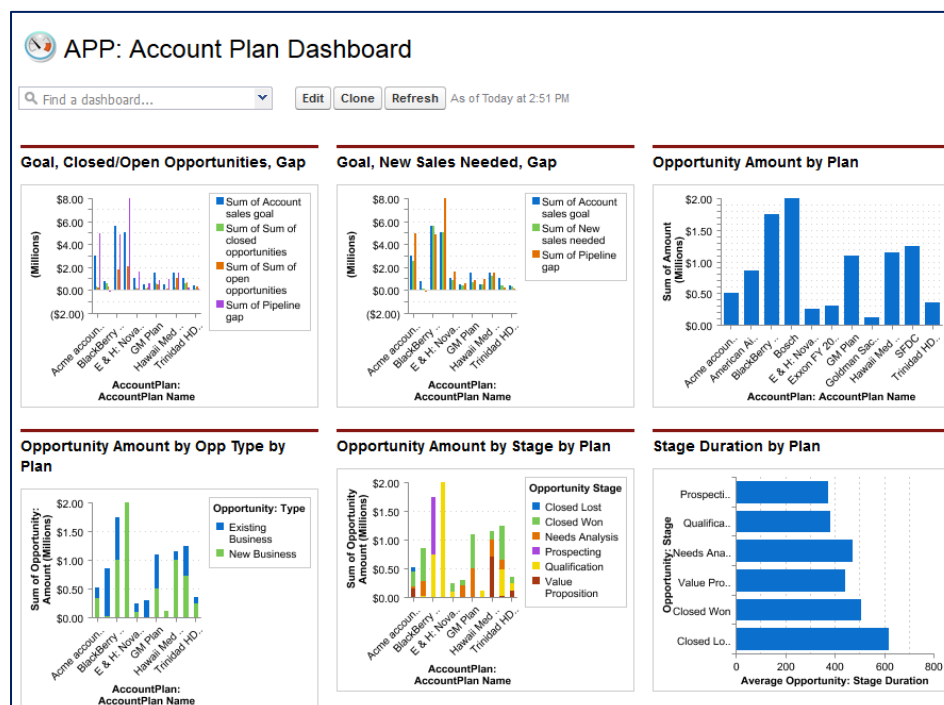 APP: Account Plan Dashboard
Find a dashboard...
Edit Clone Refresh As of Today at 2:51 PM
Goal, Closed/Open Opportunities, Gap
$8.00
$6.00
$4.00
$2.00
$0.00
($2.00)
(Millions)
Acme accoun..
BlackBerry ..
E & H: Nova..
GM Plan
Hawaii Med ..
Trinidad HD..
AccountPlan:
AccountPlan Name
Sum of Account
sales goal
Sum of Sum of
closed
opportunities
Sum of Sum of
open
opportunities
Sum of Pipeline
gap
Goal, New Sales Needed, Gap
$8.00
$6.00
$4.00
$2.00
$0.00
($2.00)
(Millions)
Acme accoun..
BlackBerry ..
E & H: Nova..
GM Plan
Hawaii Med ..
Trinidad HD..
AccountPlan:
AccountPlan Name
Sum of Account
sales goal
Sum of New
sales needed
Sum of Pipeline
gap
Opportunity Amount by Plan
$2.00
$1.50
$1.00
$0.50
$0.00
Sum of Amount
(Millions)
Acme accoun..
American Ai..
BlackBerry ..
Bosch
E & H: Nova..
Exxon FY 20..
GM Plan
Goldman Sac..
Hawaii Med ..
SFDC
Trinidad HD..
AccountPlan: AccountPlan Name
Opportunity Amount by Opp Type by
Plan
$2.00
$1.50
$1.00
$0.50
$0.00
Sum of Opportunity:
Amount (Millions)
Acme accoun..
BlackBerry ..
E & H: Nova..
GM Plan
Hawaii Med ..
Trinidad HD..
AccountPlan:
AccountPlan Name
Opportunity: Type
Existing
Business
New Business
Opportunity Amount by Stage by Plan
$2.00
$1.50
$1.00
$0.50
$0.00
Sum of Opportunity
Amount (Millions)
Acme accoun..
BlackBerry ..
E & H: Nova..
GM Plan
Hawaii Med ..
Trinidad HD..
AccountPlan:
AccountPlan Name
Opportunity Stage
Closed Lost
Closed Won
Needs Analysis
Prospecting
Qualification
Value
Proposition
Stage Duration by Plan
Opportunity: Stage
Prospecti..
Qualifica..
Needs Ana..
Value Pro..
Closed Won
Closed Lo..
0 200 400 600 800
Average Opportunity: Stage Duration